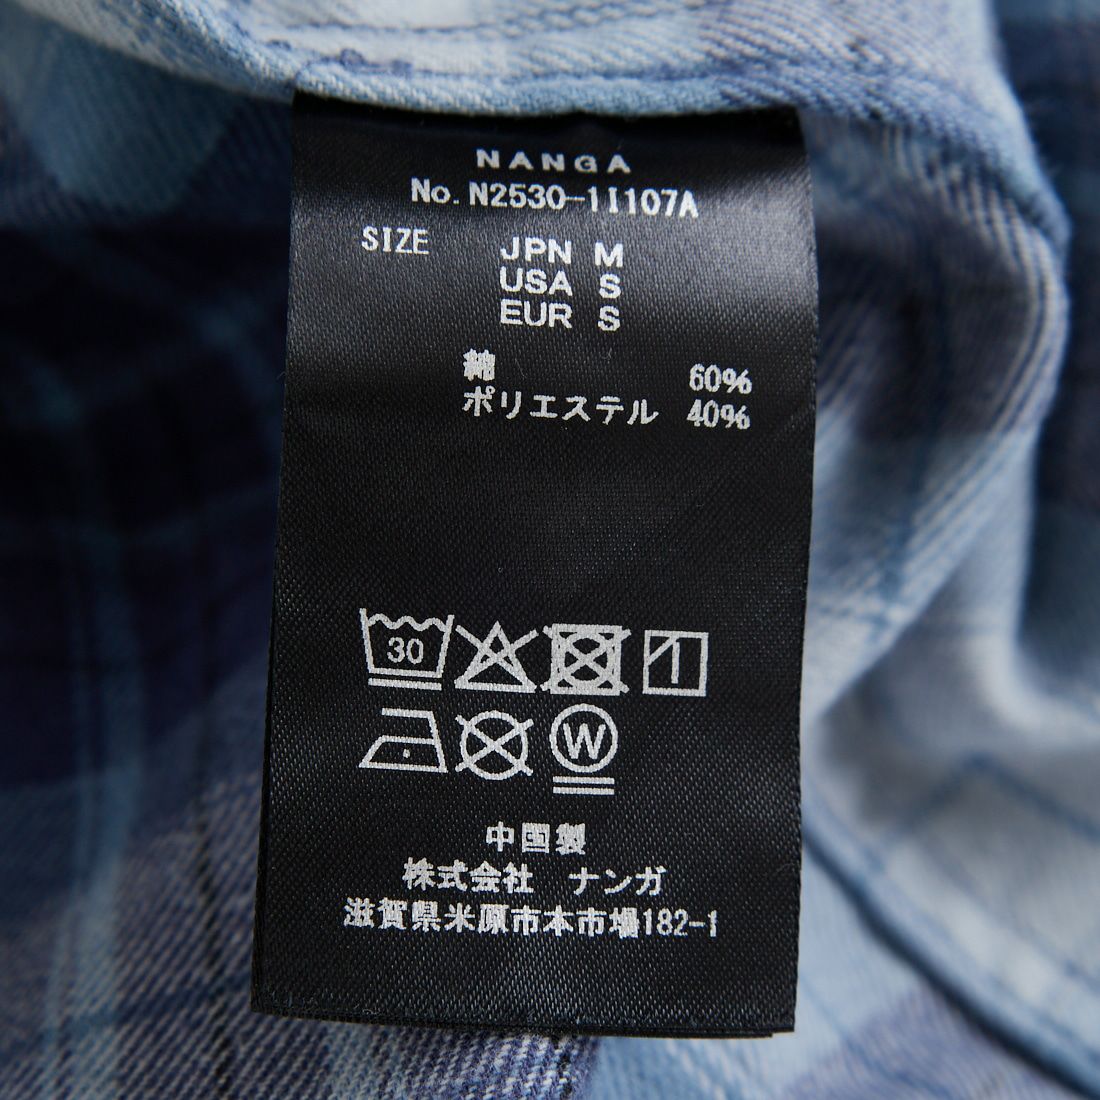 NANGA
No. N2530-1I107A
SIZE JPN M
USA S
EUR S
綿 60%
ポリエステル 40%
30
W
中国製
株式会社 ナンガ
滋賀県米原市本市場182-1